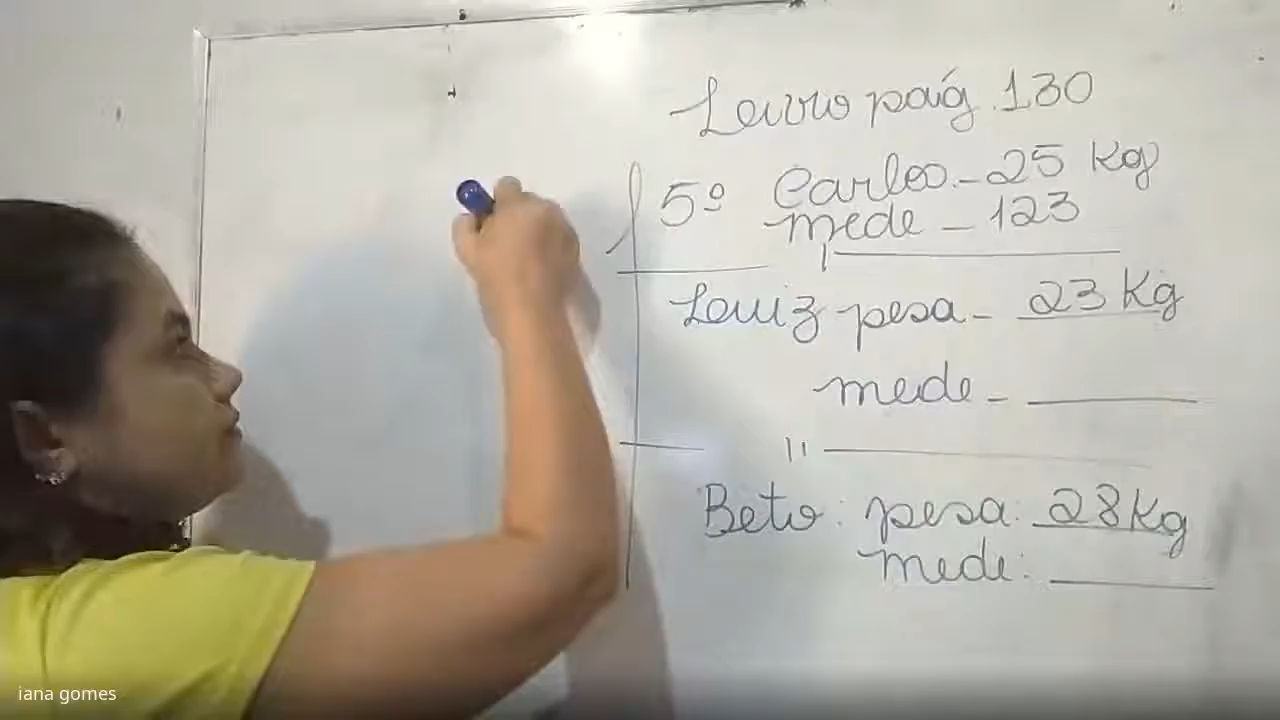 Livro pág. 130
5º Carlos - 25 Kg
mede - 123
Luiz pesa - 23 Kg
mede -
Beto: pesa: 28 Kg
mede:
iana gomes